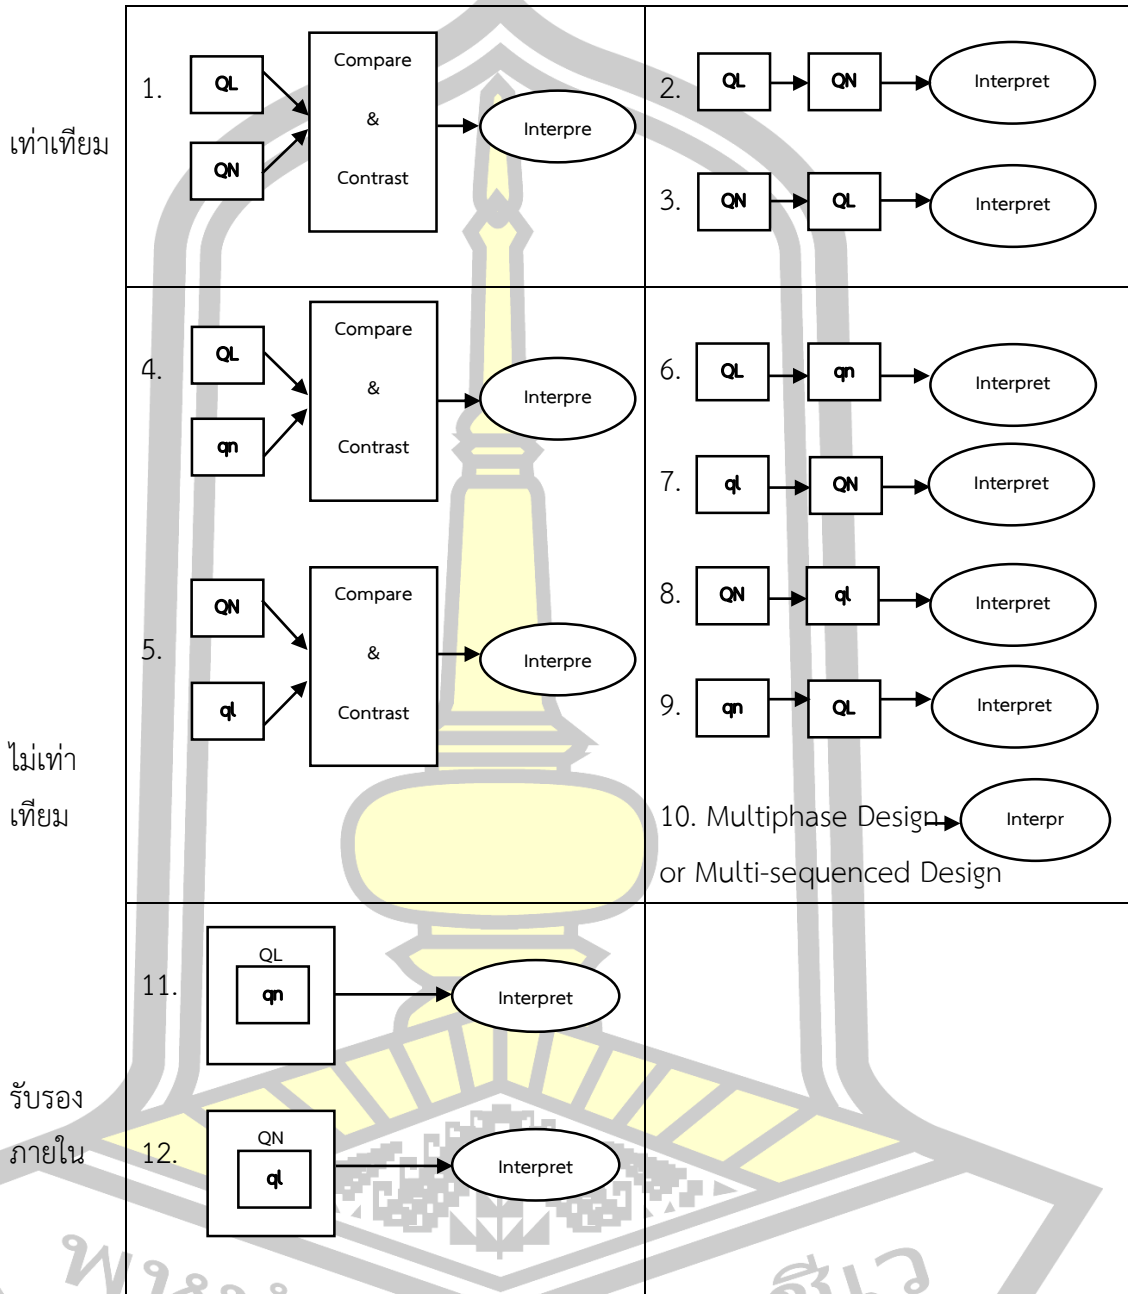 เท่าเทียม
1.
QL
QN
Compare
&
Contrast
Interpre
2.
QL
QN
Interpret
3.
QN
QL
Interpret
ไม่เท่า
เทียม
4.
QL
qn
Compare
&
Contrast
Interpre
5.
QN
ql
Compare
&
Contrast
Interpre
6.
QL
qn
Interpret
7.
ql
QN
Interpret
8.
QN
ql
Interpret
9.
qn
QL
Interpret
10. Multiphase Design
Interpr
or Multi-sequenced Design
รับรอง
ภายใน
11.
QL
qn
Interpret
12.
QN
ql
Interpret
ชีเว